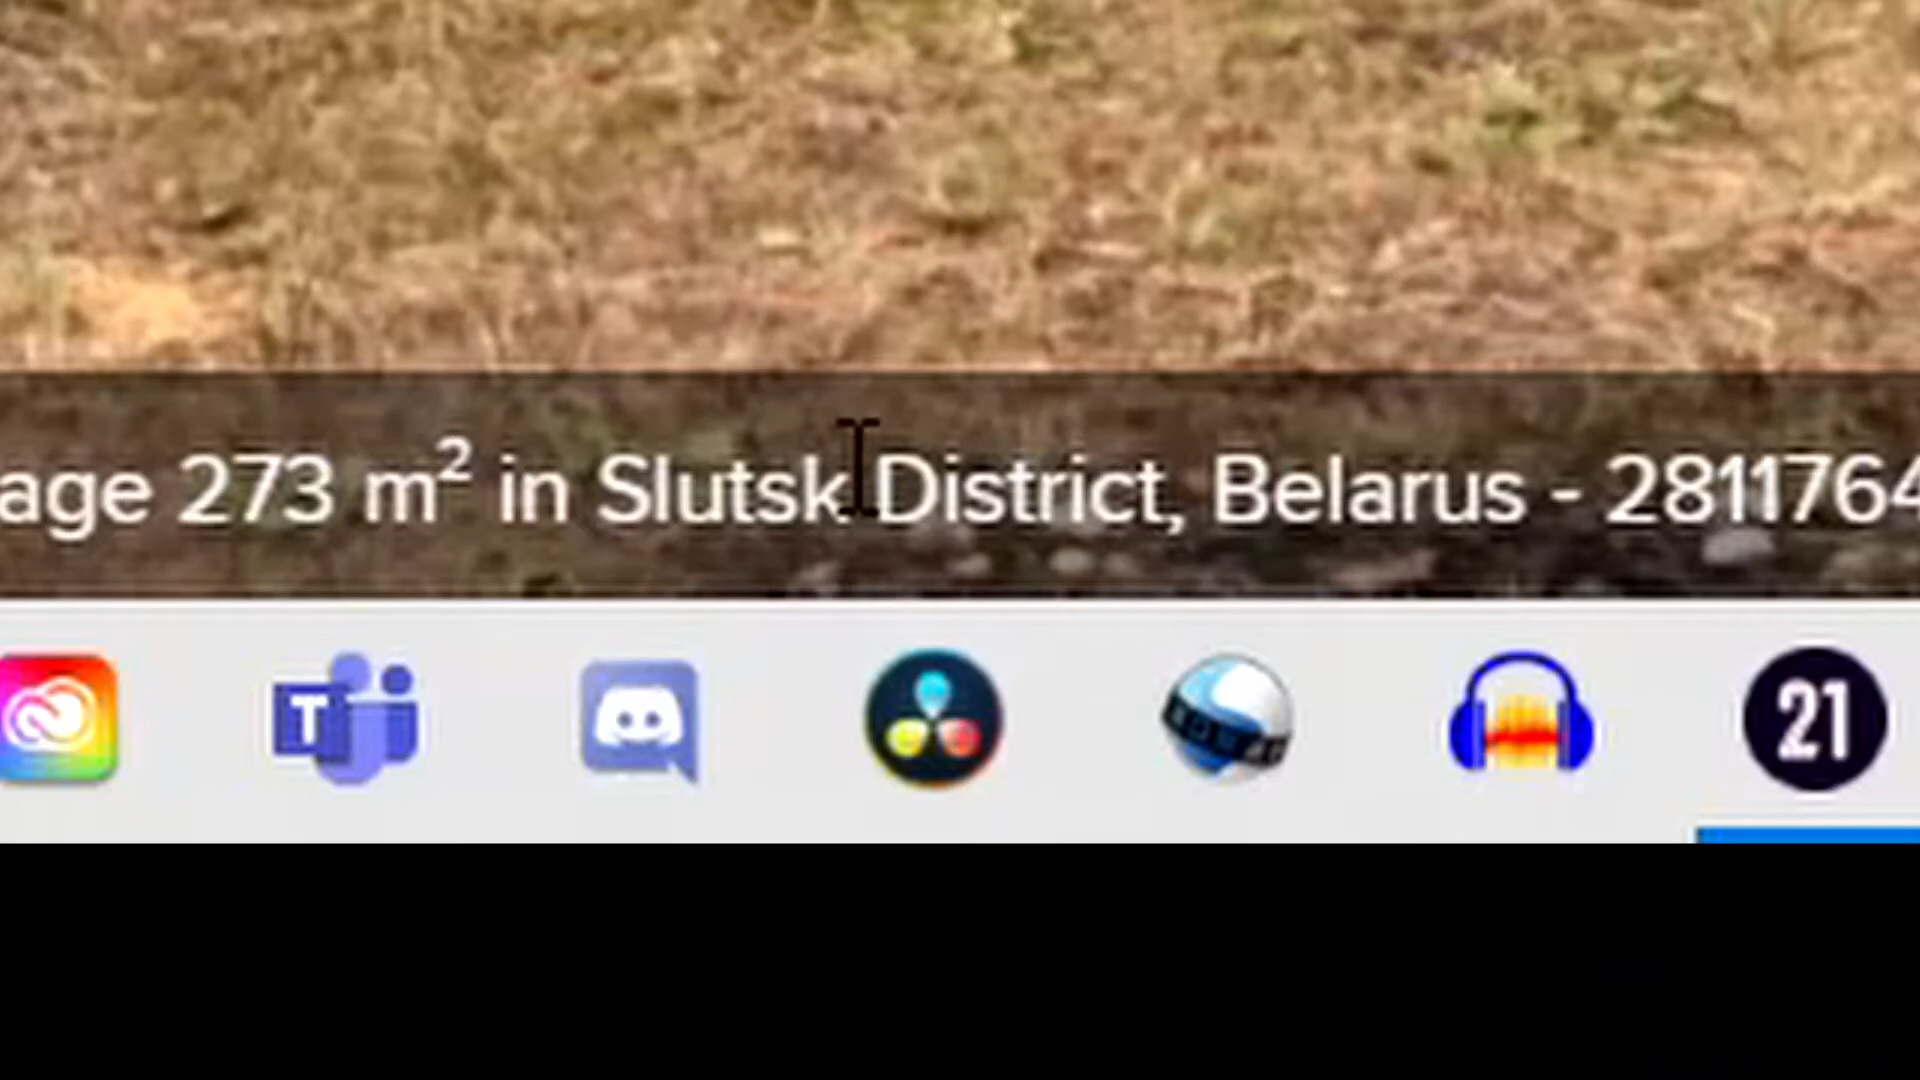 age 273 m² in Slutsk District, Belarus - 2811764
T
21